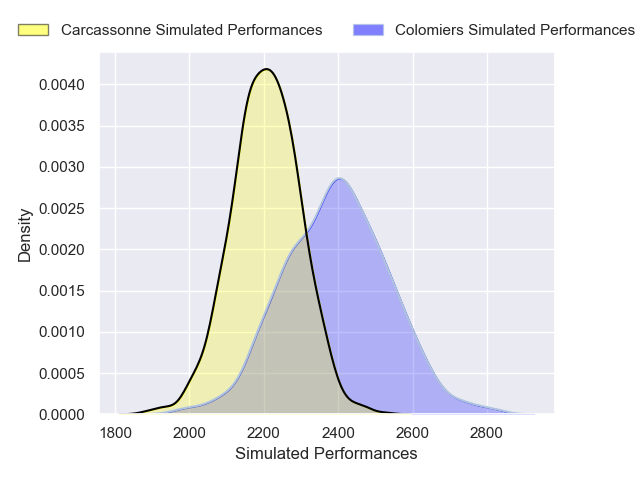 Carcassonne Simulated Performances Colomiers Simulated Performances
0.0040
0.0035
0.0030
0.0025
0.0020
0.0015
0.0010
0.0005
0.0000
Density
1800 2000 2200 2400 2600 2800
Simulated Performances